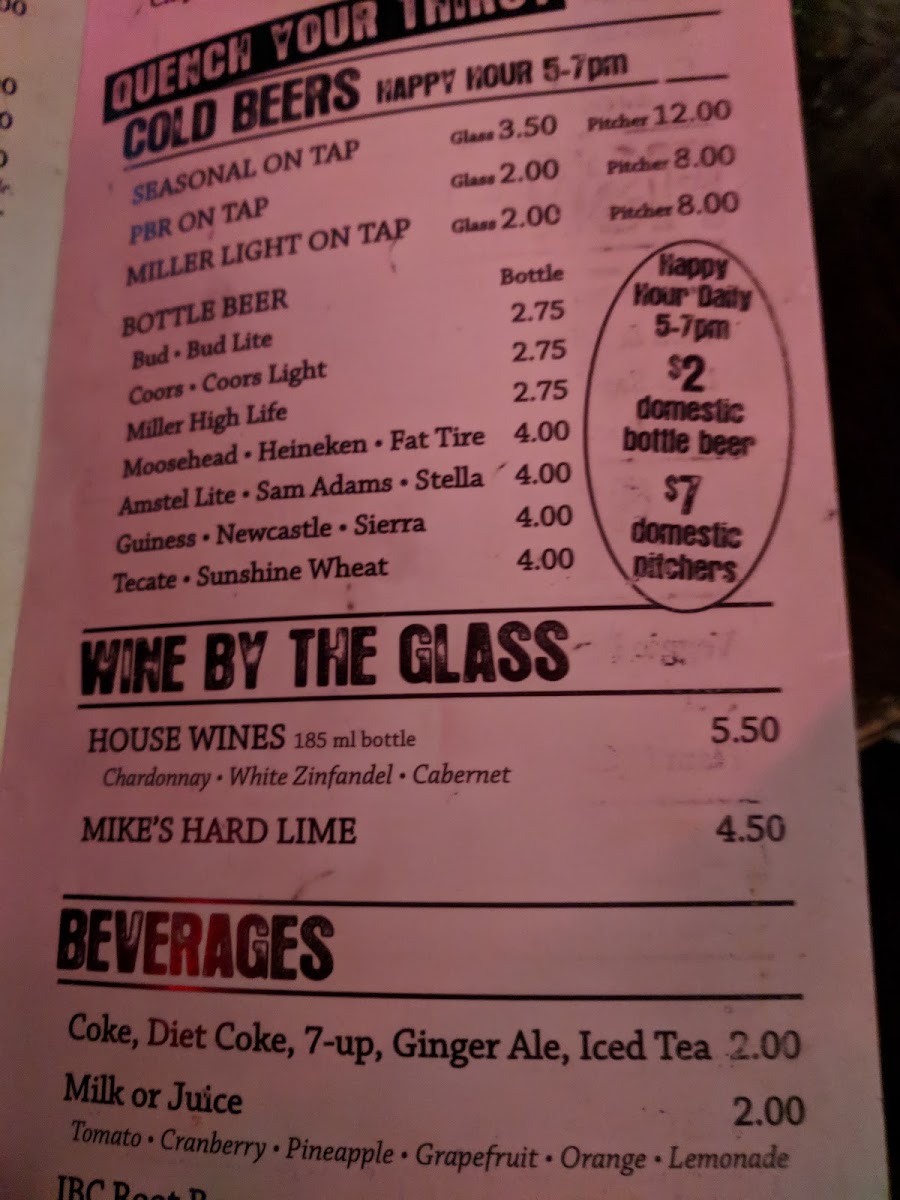 QUENCH YOUR THIRST
COLD BEERS HAPPY HOUR 5-7pm
SEASONAL ON TAP Glass 3.50 Pitcher 12.00
PBR ON TAP Glass 2.00 Pitcher 8.00
MILLER LIGHT ON TAP Glass 2.00 Pitcher 8.00
BOTTLE BEER Bottle
Bud • Bud Lite 2.75
Coors • Coors Light 2.75
Miller High Life 2.75
Moosehead • Heineken • Fat Tire 4.00
Amstel Lite • Sam Adams • Stella 4.00
Guiness • Newcastle • Sierra 4.00
Tecate • Sunshine Wheat 4.00
Happy
Hour Daily
5-7pm
$2
domestic
bottle beer
$7
domestic
pitchers
WINE BY THE GLASS
HOUSE WINES 185 ml bottle 5.50
Chardonnay • White Zinfandel • Cabernet
MIKE'S HARD LIME 4.50
BEVERAGES
Coke, Diet Coke, 7-up, Ginger Ale, Iced Tea 2.00
Milk or Juice 2.00
Tomato • Cranberry • Pineapple • Grapefruit • Orange • Lemonade
IBC Root